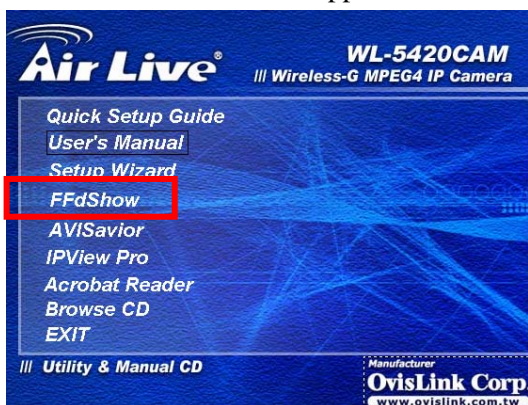 Air Live®
WL-5420CAM
/// Wireless-G MPEG4 IP Camera
Quick Setup Guide
User's Manual
Setup Wizard
FFdShow
AVISavior
IPView Pro
Acrobat Reader
Browse CD
EXIT
/// Utility & Manual CD
Manufacturer
OvisLink Corp.
www.ovislink.com.tw